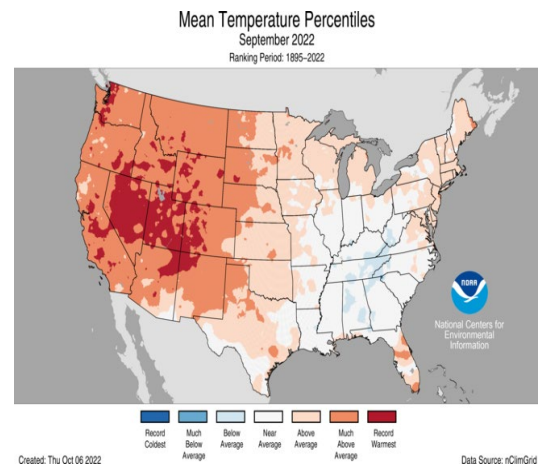 Mean Temperature Percentiles
September 2022
Ranking Period: 1895–2022
NOAA
National Centers for
Environmental
Information
Record
Coldest
Much
Below
Average
Below
Average
Near
Average
Above
Average
Much
Above
Average
Record
Warmest
Created: Thu Oct 06 2022
Data Source: nClimGrid